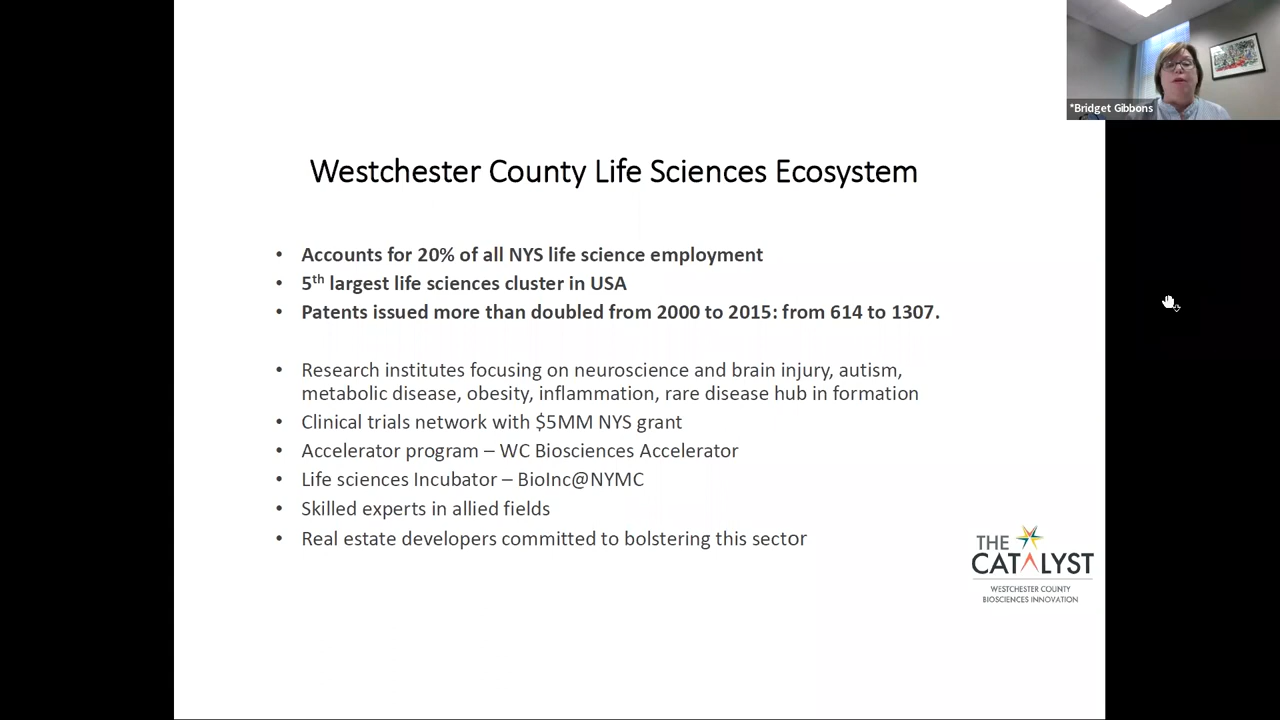 *Bridget Gibbons
Westchester County Life Sciences Ecosystem
• Accounts for 20% of all NYS life science employment
• 5th largest life sciences cluster in USA
• Patents issued more than doubled from 2000 to 2015: from 614 to 1307.
• Research institutes focusing on neuroscience and brain injury, autism,
metabolic disease, obesity, inflammation, rare disease hub in formation
• Clinical trials network with $5MM NYS grant
• Accelerator program – WC Biosciences Accelerator
• Life sciences Incubator – BioInc@NYMC
• Skilled experts in allied fields
• Real estate developers committed to bolstering this sector
THE
CATALYST
WESTCHESTER COUNTY
BIOSCIENCES INNOVATION